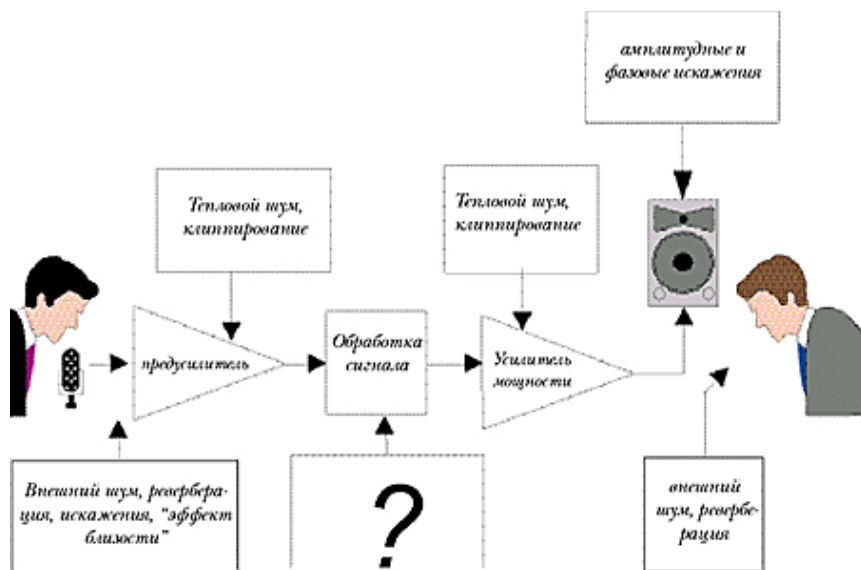 амплитудные и
фазовые искажения
Тепловой шум,
клиппирование
Тепловой шум,
клиппирование
предусилитель
Обработка
сигнала
Усилитель
мощности
Внешний шум, ревербера-
ция, искажения, "эффект
близости"
?
внешний
шум, ревербе-
рация